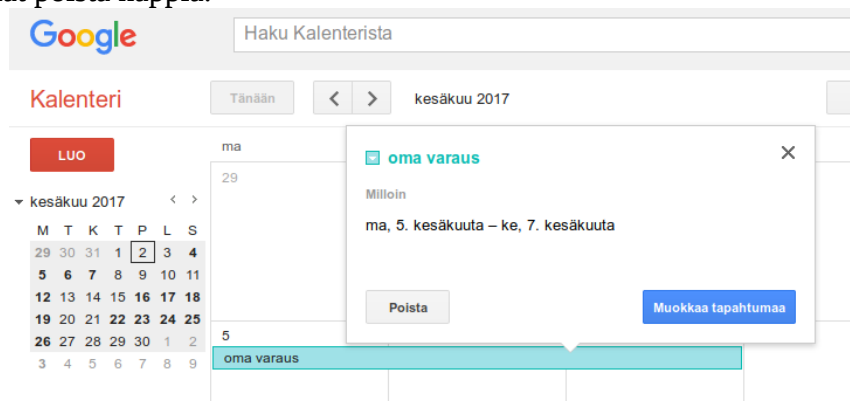 poista nappia.
Google
Haku Kalenterista
Kalenteri
Tänään
kesäkuu 2017
LUO
kesäkuu 2017
M T K T P L S
29 30 31 1 2 3 4
5 6 7 8 9 10 11
12 13 14 15 16 17 18
19 20 21 22 23 24 25
26 27 28 29 30 1 2
3 4 5 6 7 8 9
ma
29
oma varaus
Milloin
ma, 5. kesäkuuta – ke, 7. kesäkuuta
Poista
Muokkaa tapahtumaa
5
oma varaus